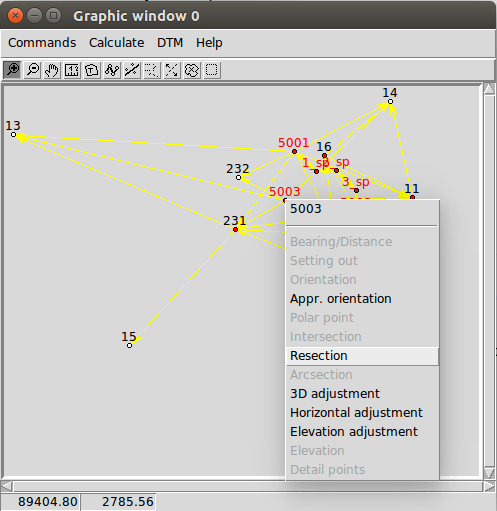 Graphic window 0
Commands Calculate DTM Help
14
13
5001
16
232
1_sp
_sp
3_sp
5003
11
231
15
5003
Bearing/Distance
Setting out
Orientation
Appr. orientation
Polar point
Intersection
Resection
Arcsection
3D adjustment
Horizontal adjustment
Elevation adjustment
Elevation
Detail points
89404.80 2785.56